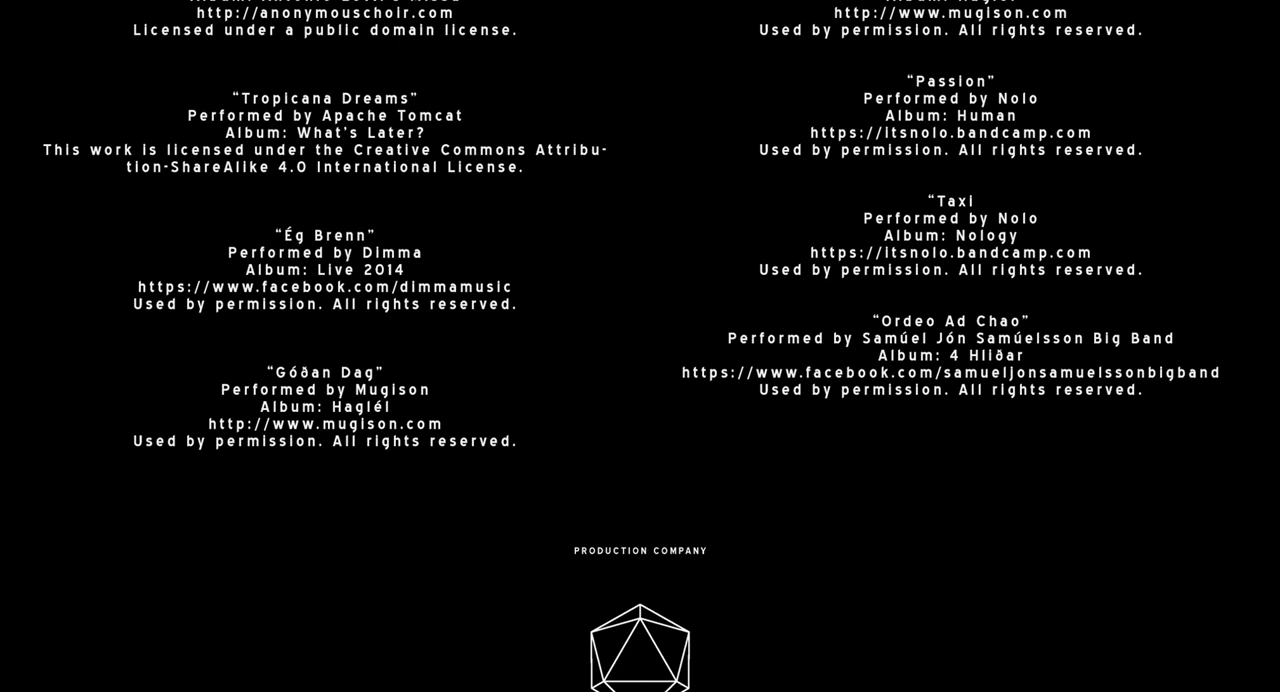 http://anonymouschoir.com
Licensed under a public domain license.
“Tropicana Dreams”
Performed by Apache Tomcat
Album: What’s Later?
This work is licensed under the Creative Commons Attribu-
tion-ShareAlike 4.0 International License.
“Ég Brenn”
Performed by Dimma
Album: Live 2014
https://www.facebook.com/dimmamusic
Used by permission. All rights reserved.
“Góðan Dag”
Performed by Mugison
Album: Haglél
http://www.mugison.com
Used by permission. All rights reserved.
http://www.mugison.com
Used by permission. All rights reserved.
“Passion”
Performed by Nolo
Album: Human
https://itsnolo.bandcamp.com
Used by permission. All rights reserved.
“Taxi
Performed by Nolo
Album: Nology
https://itsnolo.bandcamp.com
Used by permission. All rights reserved.
“Ordeo Ad Chao”
Performed by Samúel Jón Samúelsson Big Band
Album: 4 Hliðar
https://www.facebook.com/samueljonsamuelssonbigband
Used by permission. All rights reserved.
PRODUCTION COMPANY